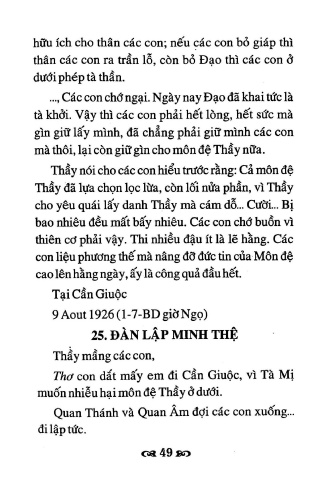 hữu ích cho thân các con; nếu các con bỏ giáp thì
thân các con ra trần lỗ, còn bỏ Đạo thì các con ở
dưới phép tà thần.
..., Các con chớ ngại. Ngày nay Đạo đã khai tức là
tà khởi. Vậy thì các con phải hết lòng, hết sức mà
gìn giữ lấy mình, đã chẳng phải giữ mình các con
mà thôi, lại còn giữ gìn cho môn đệ Thầy nữa.
Thầy nói cho các con hiểu trước rằng: Cả môn đệ
Thầy đã lựa chọn lọc lừa, còn lối nửa phần, vì Thầy
cho yêu quái lấy danh Thầy mà cám dỗ... Cười... Bị
bao nhiêu đều mất bấy nhiêu. Các con chớ buồn vì
thiên cơ phải vậy. Thi nhiều đậu ít là lẽ hằng. Các
con liệu phương thế mà nâng đỡ đức tin của Môn đệ
cao lên hằng ngày, ấy là công quả đầu hết.
Tại Cần Giuộc
9 Aout 1926 (1-7-BD giờ Ngọ)
25. ĐÀN LẬP MINH THỆ
Thầy mầng các con,
Thơ con dắt mấy em đi Cần Giuộc, vì Tà Mị
muốn nhiễu hại môn đệ Thầy ở dưới.
Quan Thánh và Quan Âm đợi các con xuống...
đi lập tức.
49